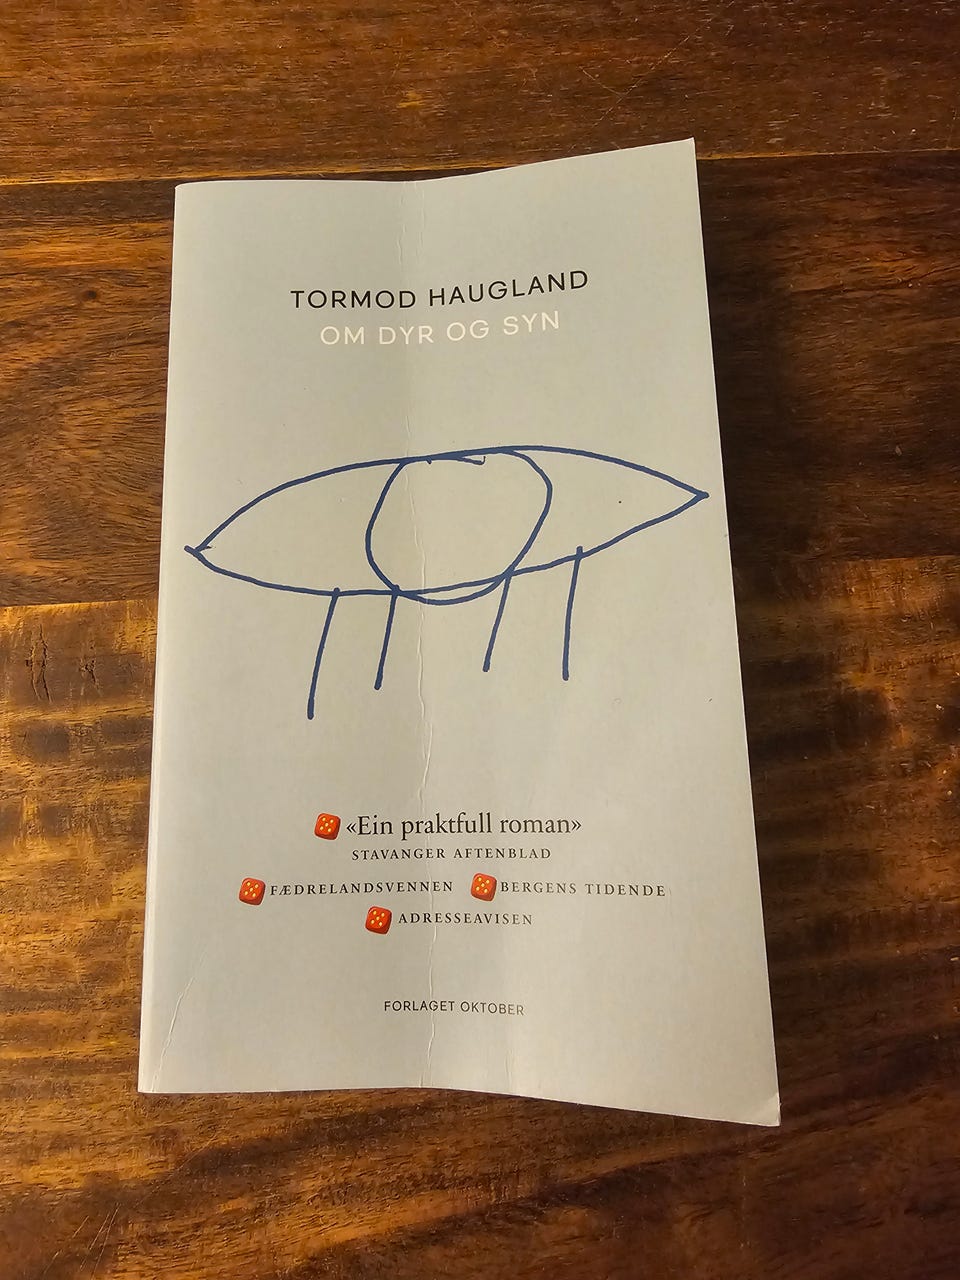 TORMOD HAUGLAND
OM DYR OG SYN
«Ein praktfull roman»
STAVANGER AFTENBLAD
FÆDRELANDSVENNEN BERGENS TIDENDE
ADRESSEAVISEN
FORLAGET OKTOBER